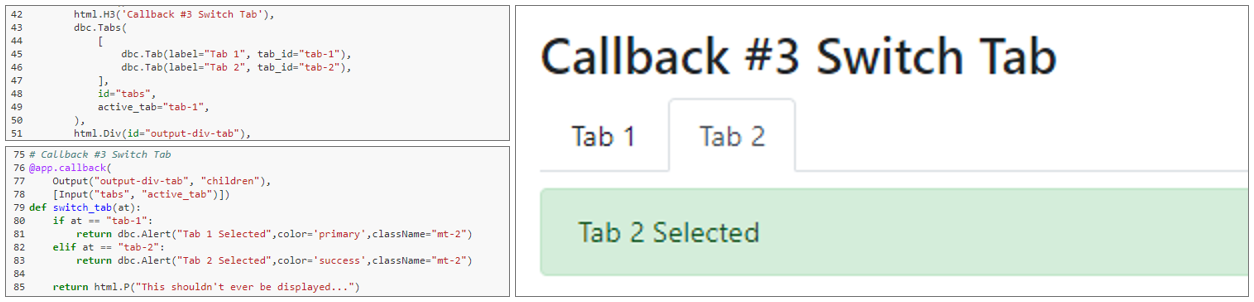 42        html.H3('Callback #3 Switch Tab'),
43        dbc.Tabs(
44            [
45                dbc.Tab(label="Tab 1", tab_id="tab-1"),
46                dbc.Tab(label="Tab 2", tab_id="tab-2"),
47            ],
48            id="tabs",
49            active_tab="tab-1",
50        ),
51        html.Div(id="output-div-tab"),
75 # Callback #3 Switch Tab
76 @app.callback(
77     Output("output-div-tab", "children"),
78     [Input("tabs", "active_tab")])
79 def switch_tab(at):
80     if at == "tab-1":
81         return dbc.Alert("Tab 1 Selected",color='primary',className="mt-2")
82     elif at == "tab-2":
83         return dbc.Alert("Tab 2 Selected",color='success',className="mt-2")
84
85     return html.P("This shouldn't ever be displayed...")
Callback #3 Switch Tab
Tab 1 Tab 2
Tab 2 Selected